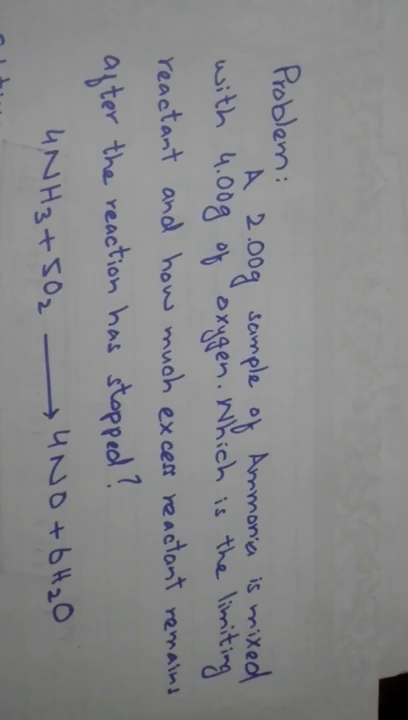 Problem:
A 2.00g sample of Ammonia is mixed
with 4.00g of oxygen. Which is the limiting
reactant and how much excess reactant remains
after the reaction has stopped?
4NH3 + 5O2 → 4NO + 6H2O